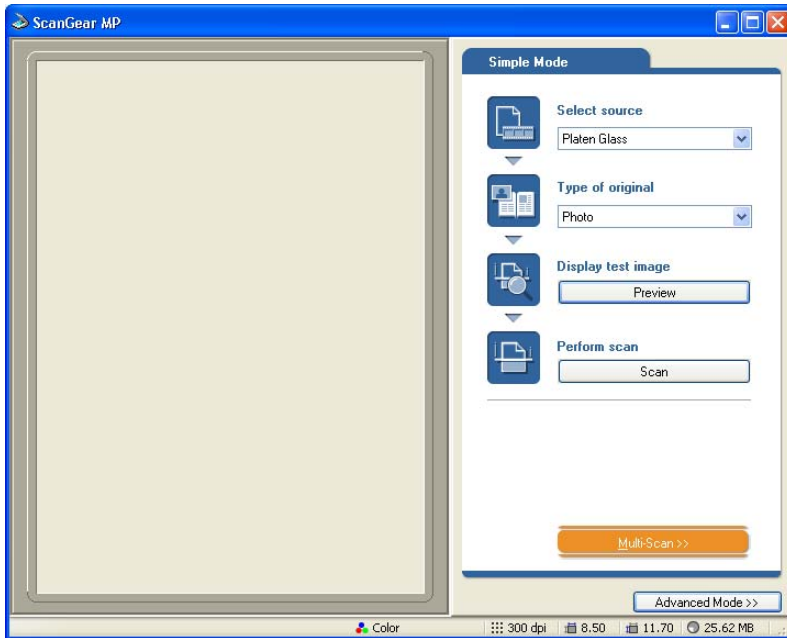 ScanGear MP
Simple Mode
Select source
Platen Glass
Type of original
Photo
Display test image
Preview
Perform scan
Scan
Multi-Scan >>
Advanced Mode >>
Color 300 dpi 8.50 11.70 25.62 MB